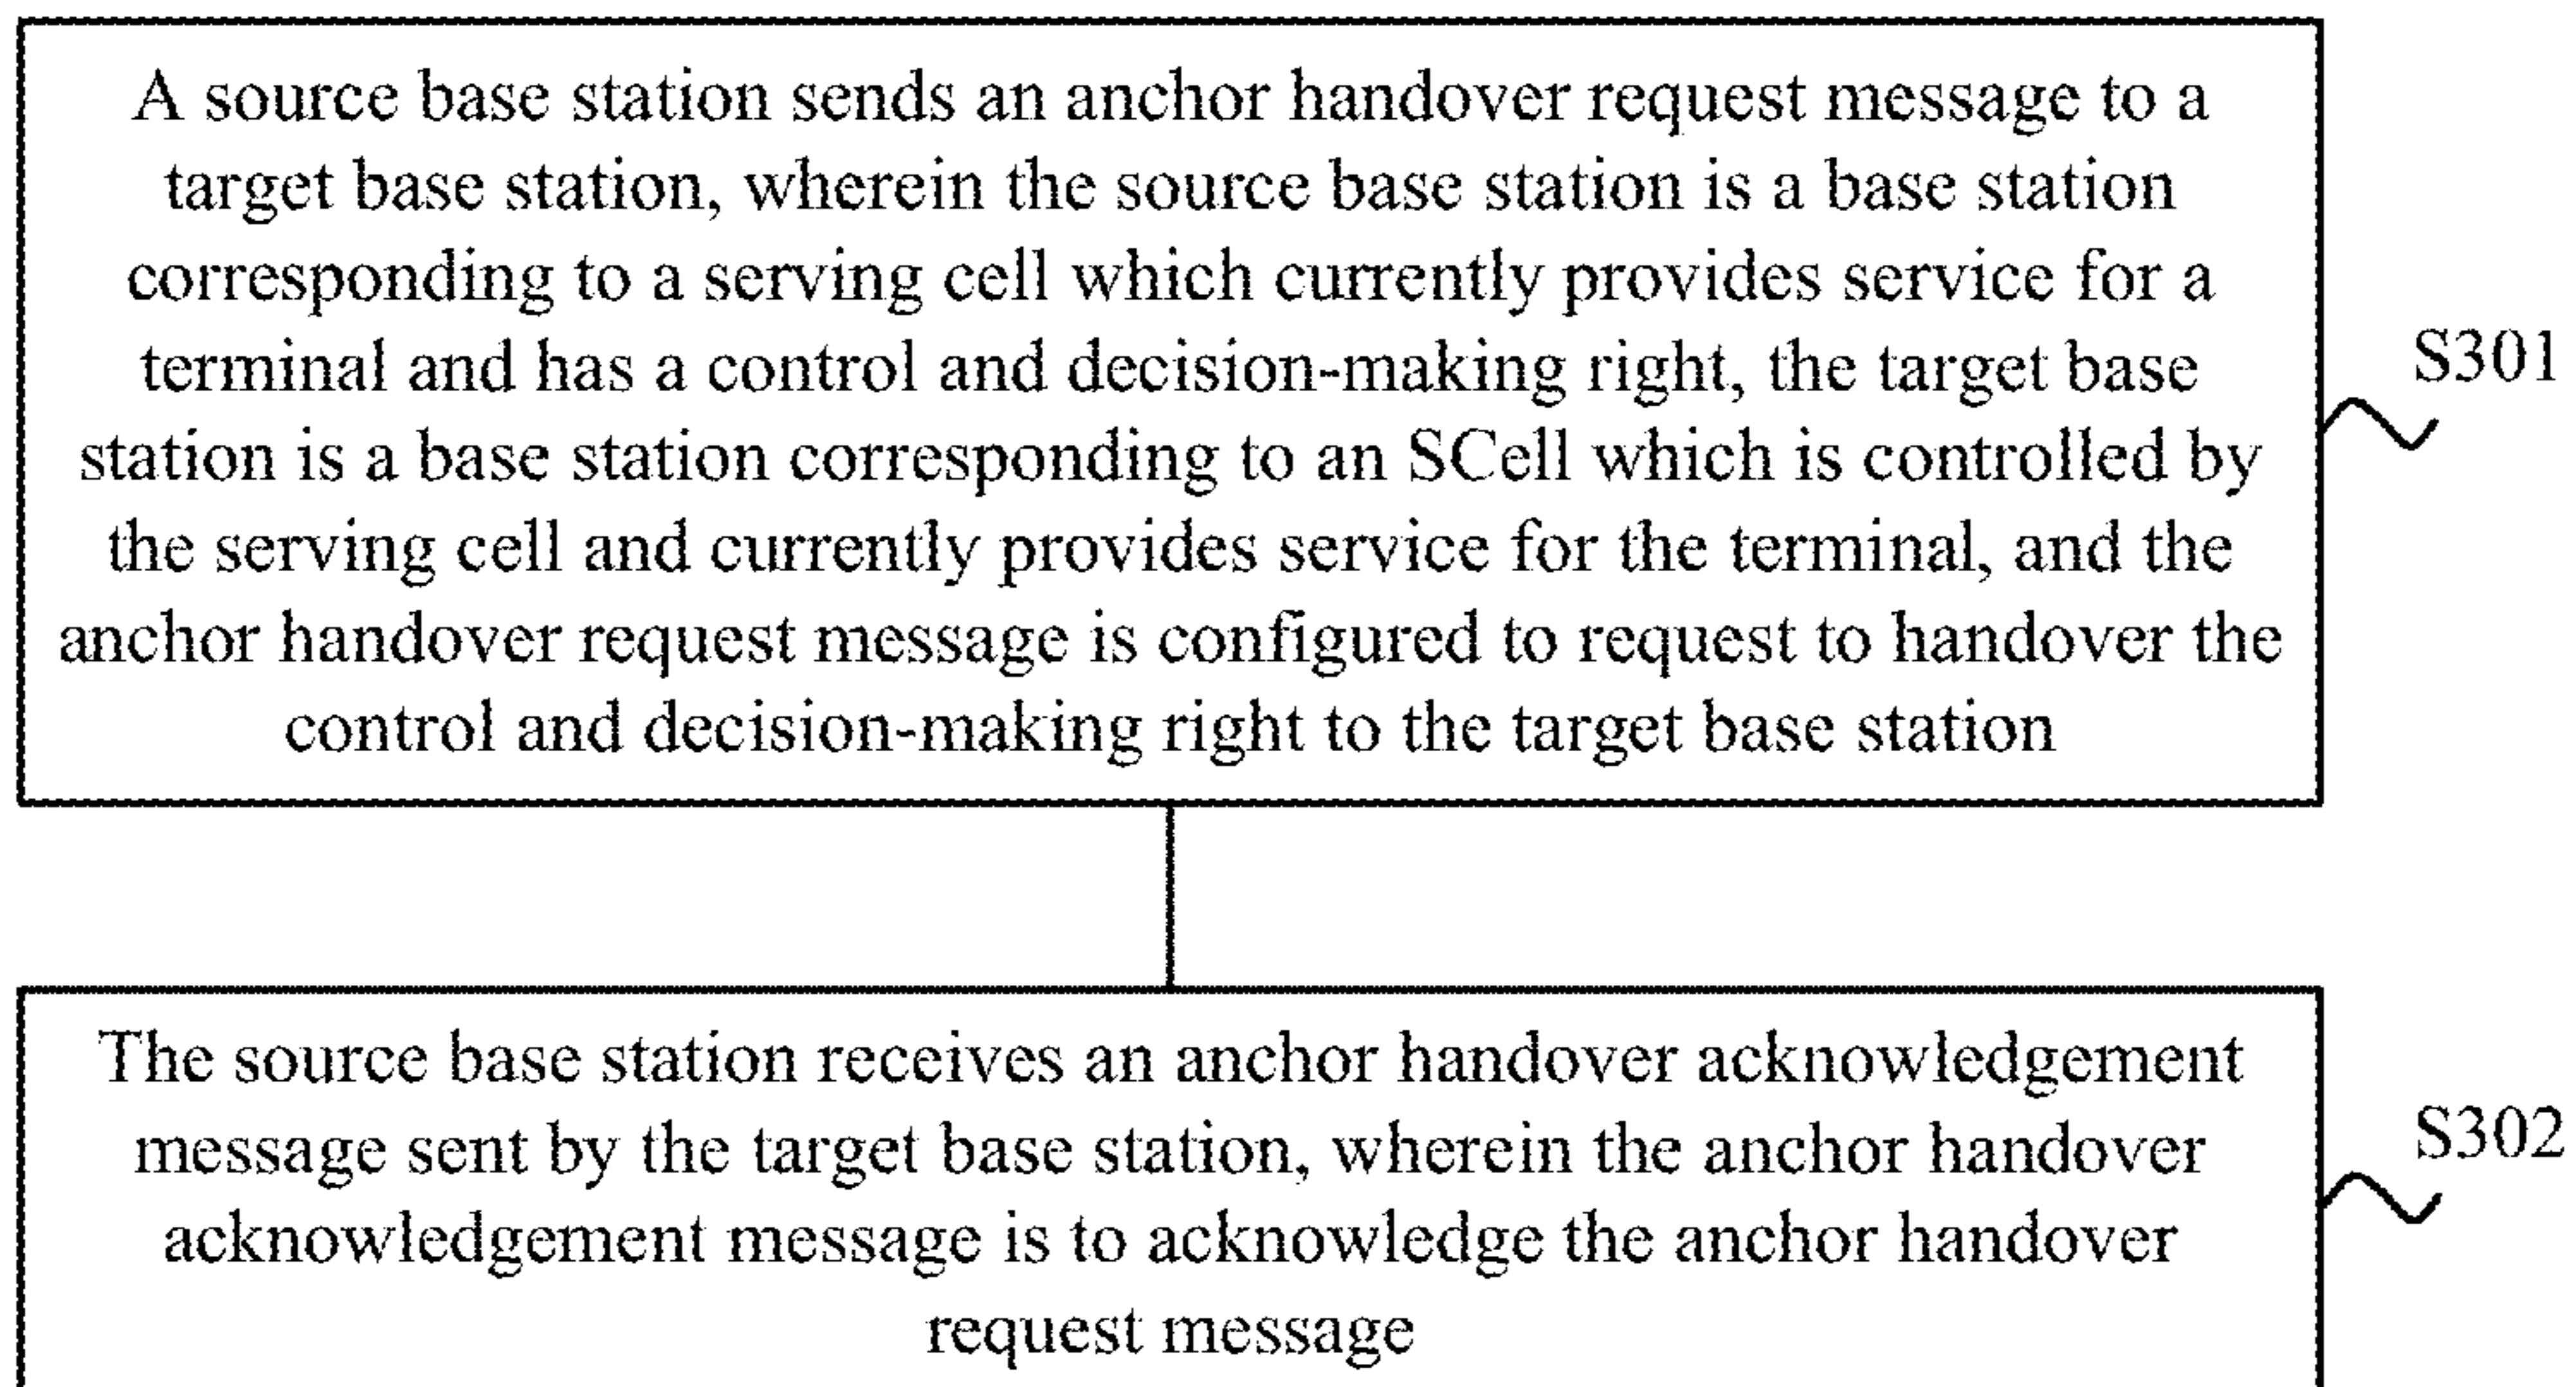 A source base station sends an anchor handover request message to a
target base station, wherein the source base station is a base station
corresponding to a serving cell which currently provides service for a
terminal and has a control and decision-making right, the target base
station is a base station corresponding to an SCell which is controlled by
the serving cell and currently provides service for the terminal, and the
anchor handover request message is configured to request to handover the
control and decision-making right to the target base station
S301
The source base station receives an anchor handover acknowledgement
message sent by the target base station, wherein the anchor handover
acknowledgement message is to acknowledge the anchor handover
request message
S302